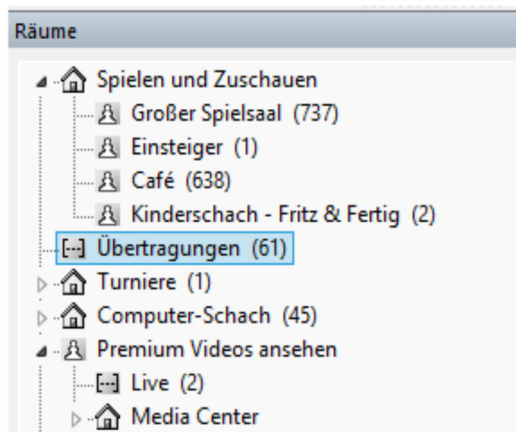 Räume
Spielen und Zuschauen
Großer Spielsaal (737)
Einsteiger (1)
Café (638)
Kinderschach - Fritz & Fertig (2)
Übertragungen (61)
Turniere (1)
Computer-Schach (45)
Premium Videos ansehen
Live (2)
Media Center